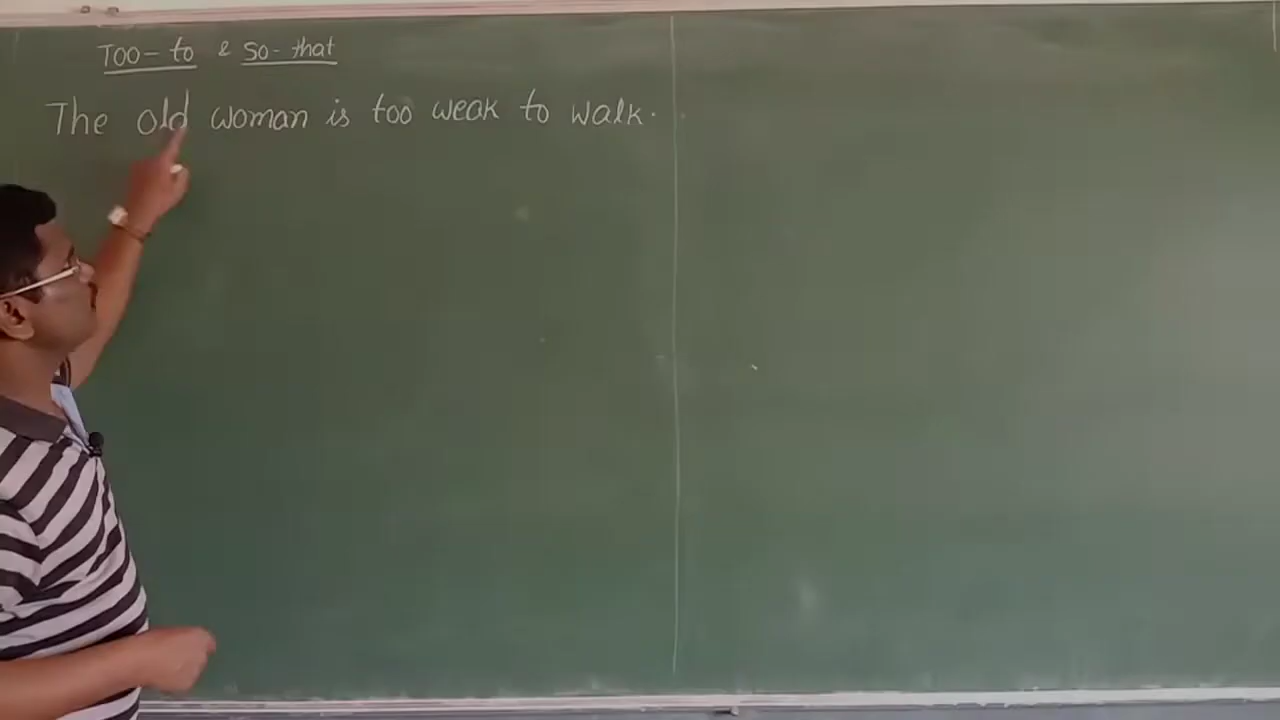 Too - to & So - that
The old woman is too weak to walk.